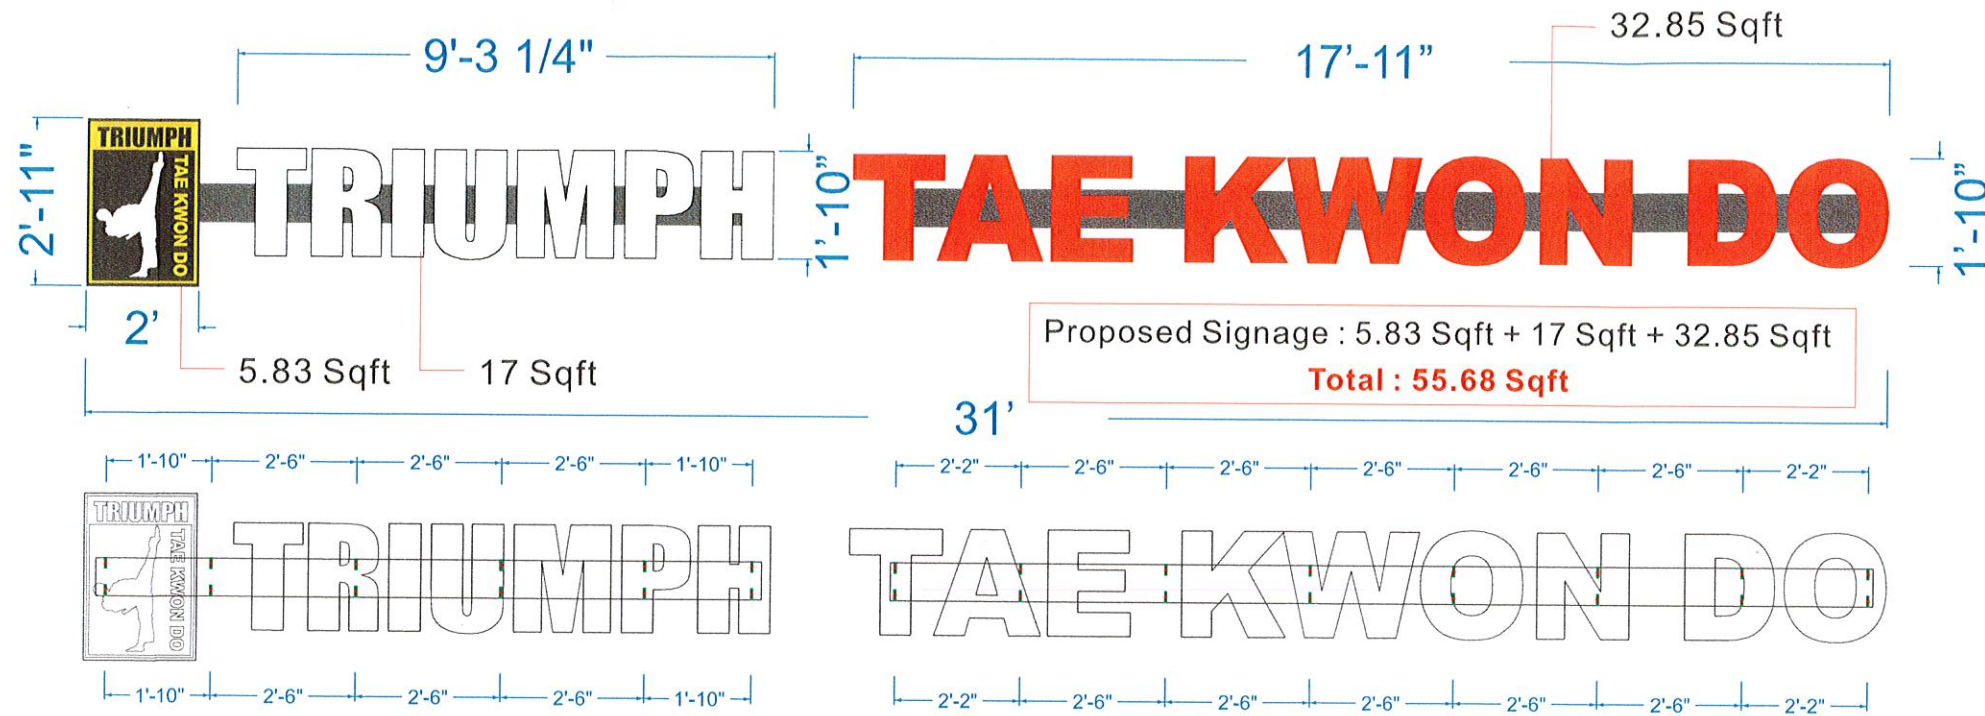 32.85 Sqft
9'-3 1/4"
17'-11”
2'-11"
TRIUMPH
TAE KWON DO
TRIUMPH
1'-10”
TAE KWON DO
1'-10”
2'
5.83 Sqft
17 Sqft
Proposed Signage : 5.83 Sqft + 17 Sqft + 32.85 Sqft
Total : 55.68 Sqft
31’
1'-10" 2'-6" 2'-6" 2'-6" 1'-10" 2'-2" 2'-6" 2'-6" 2'-6" 2'-6" 2'-6" 2'-2"
TRIUMPH
TAE KWON DO
TRIUMPH TAE KWON DO
1'-10" 2'-6" 2'-6" 2'-6" 1'-10" 2'-2" 2'-6" 2'-6" 2'-6" 2'-6" 2'-6" 2'-2"